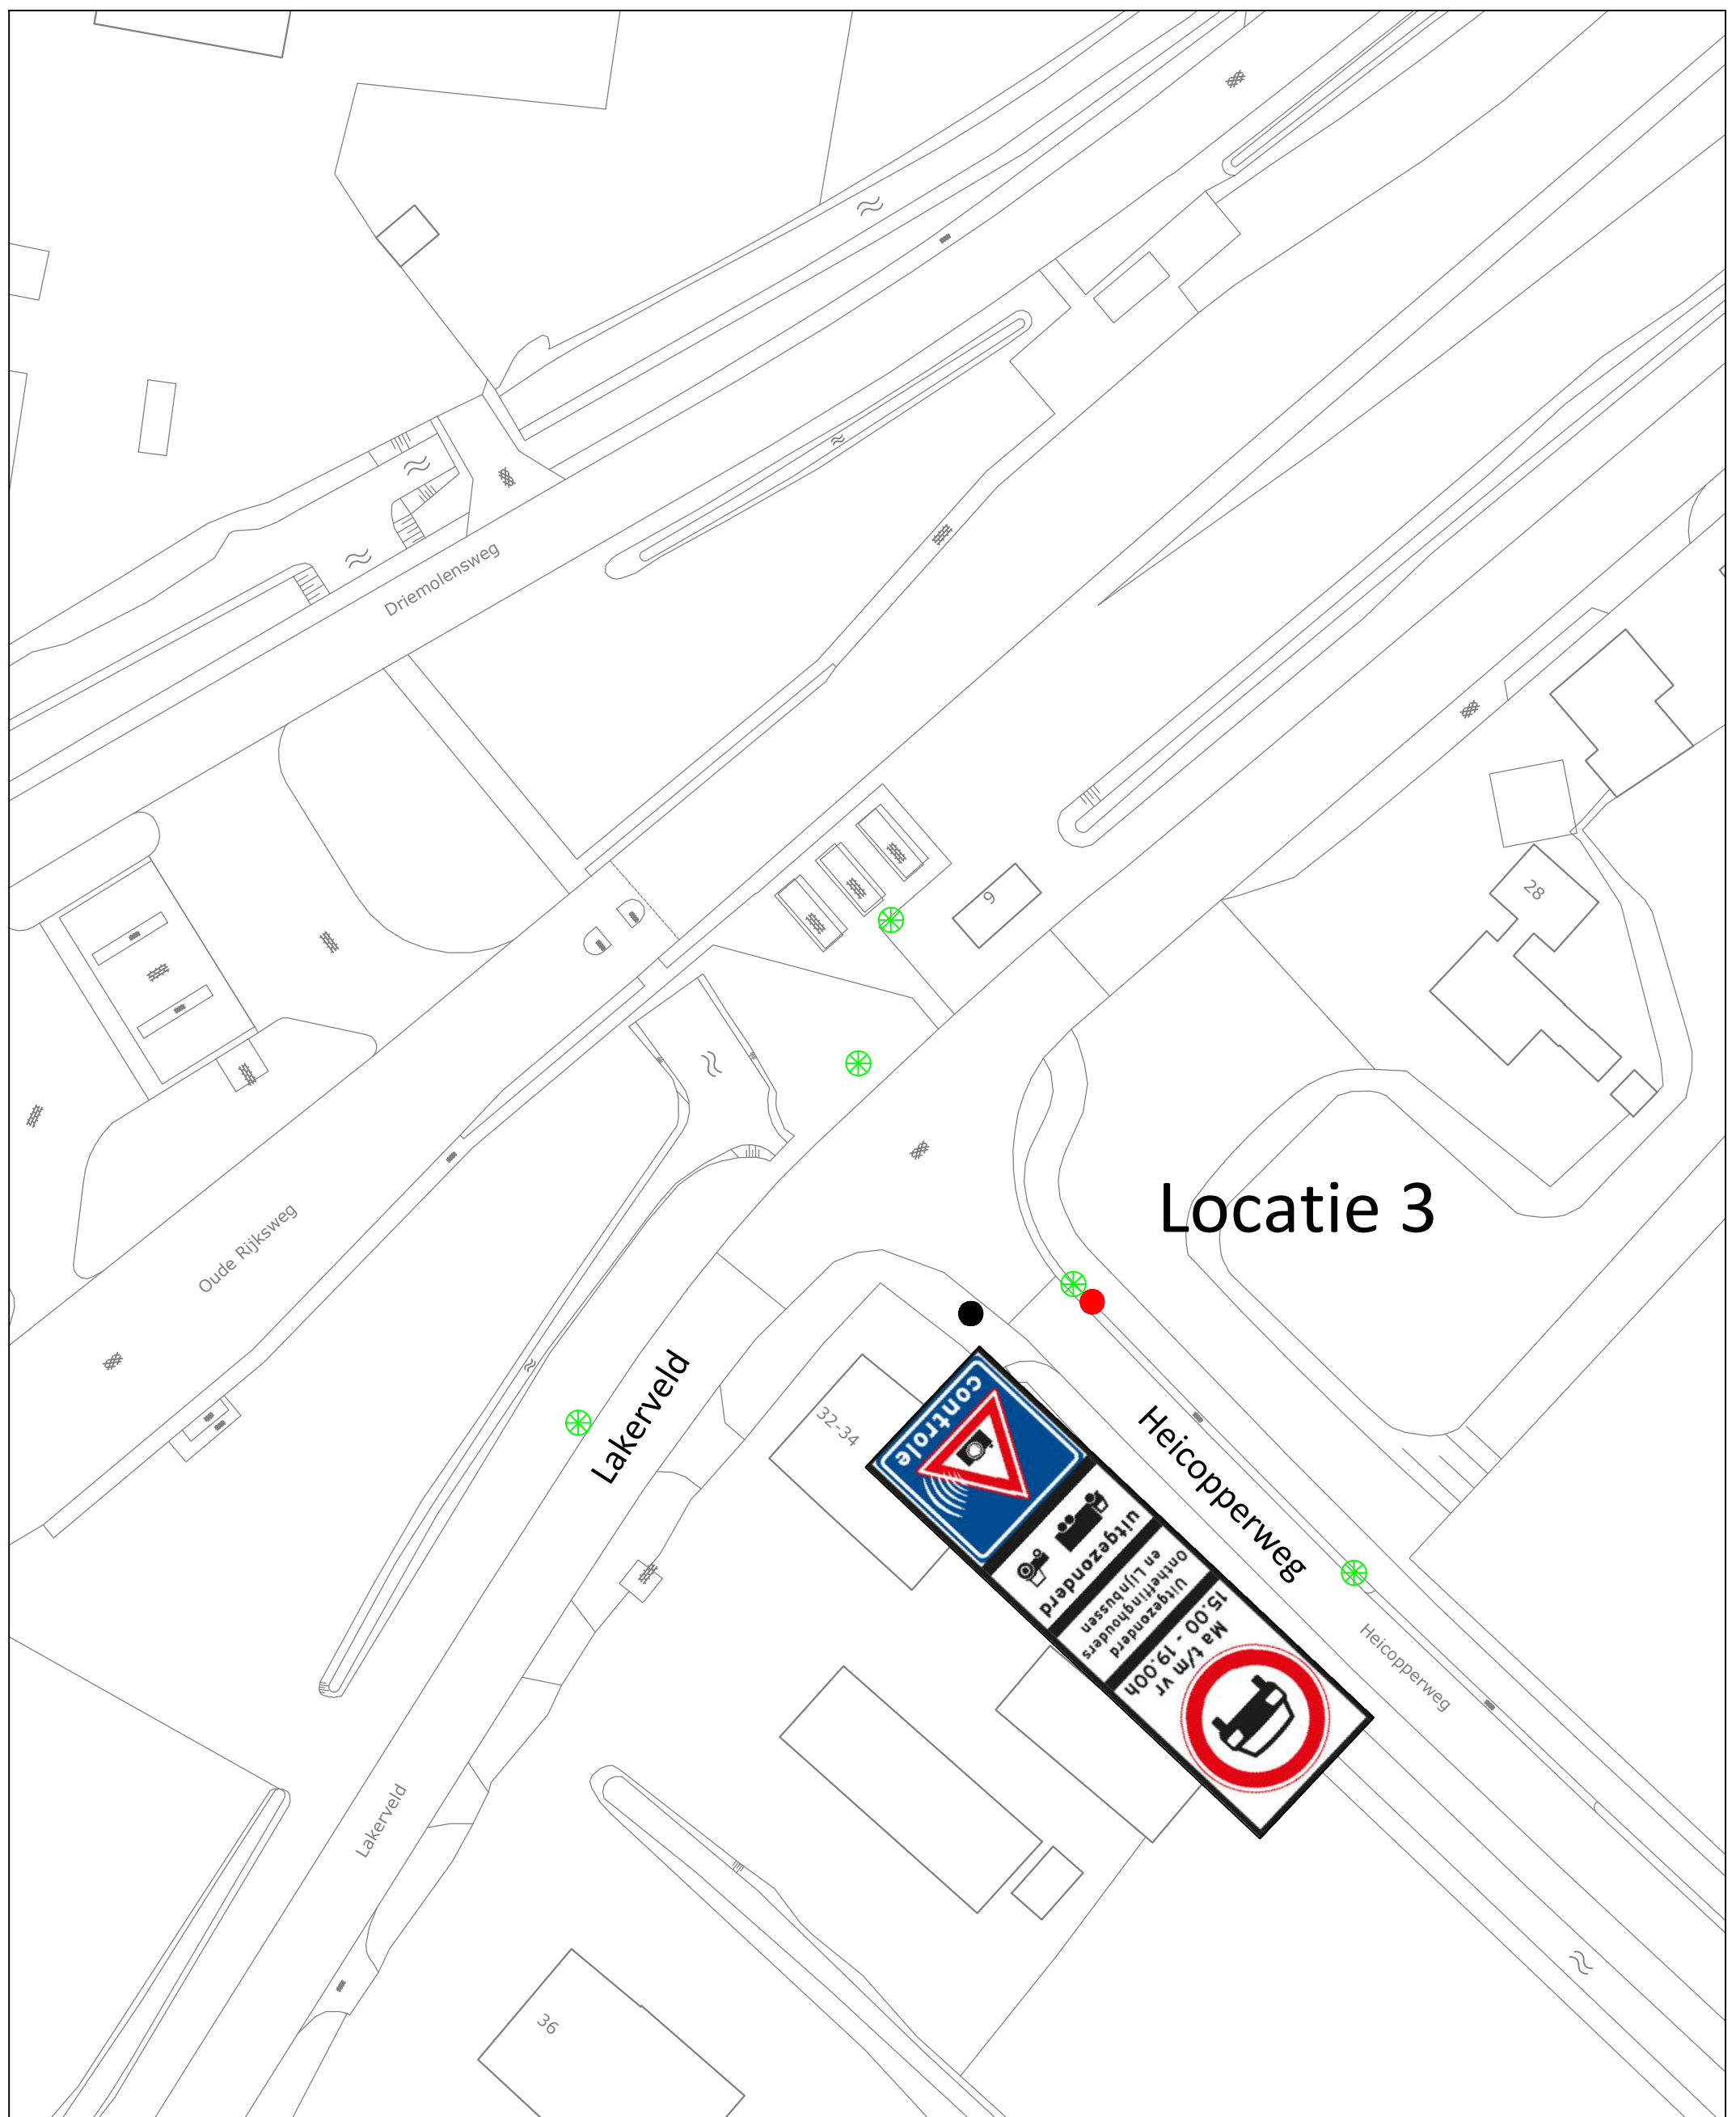 Driemolensweg
9
28
Locatie 3
Oude Rijksweg
Lakerveld
32-34
Heicopperweg
controle
uitgezonderd
Uitgezonderd
Ontheffinghouders
en Lijnbussen
Ma t/m vr
15.00 - 19.00h
Heicopperweg
Lakerveld
36